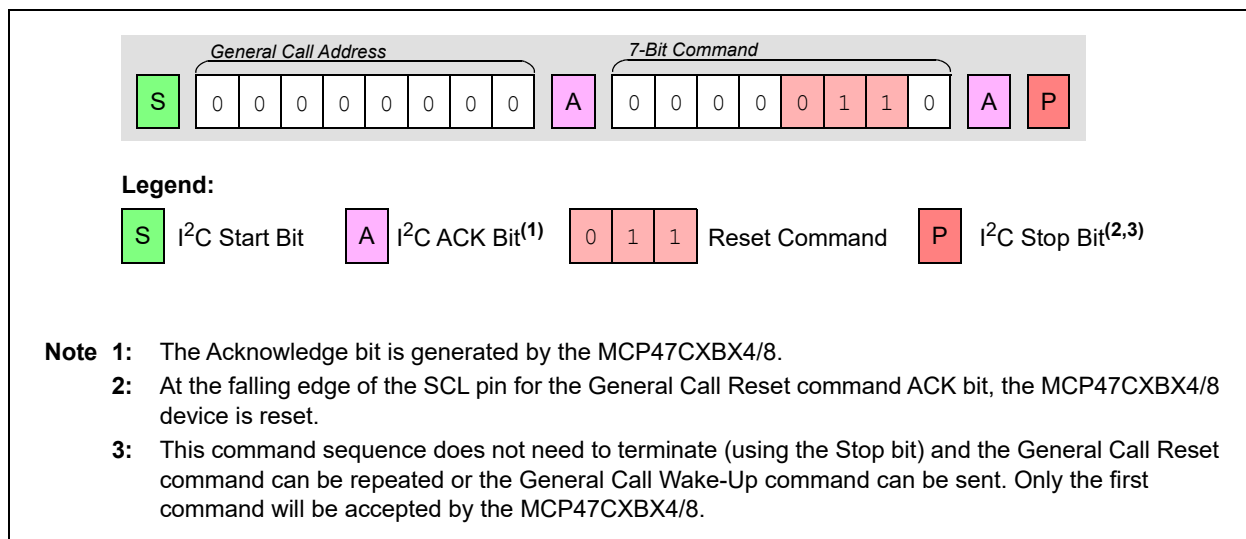 General Call Address 7-Bit Command
S 0 0 0 0 0 0 0 0 A 0 0 0 0 0 1 1 0 A P
Legend:
S I²C Start Bit A I²C ACK Bit(1) 0 1 1 Reset Command P I²C Stop Bit(2,3)
Note 1: The Acknowledge bit is generated by the MCP47CXBX4/8.
2: At the falling edge of the SCL pin for the General Call Reset command ACK bit, the MCP47CXBX4/8
device is reset.
3: This command sequence does not need to terminate (using the Stop bit) and the General Call Reset
command can be repeated or the General Call Wake-Up command can be sent. Only the first
command will be accepted by the MCP47CXBX4/8.